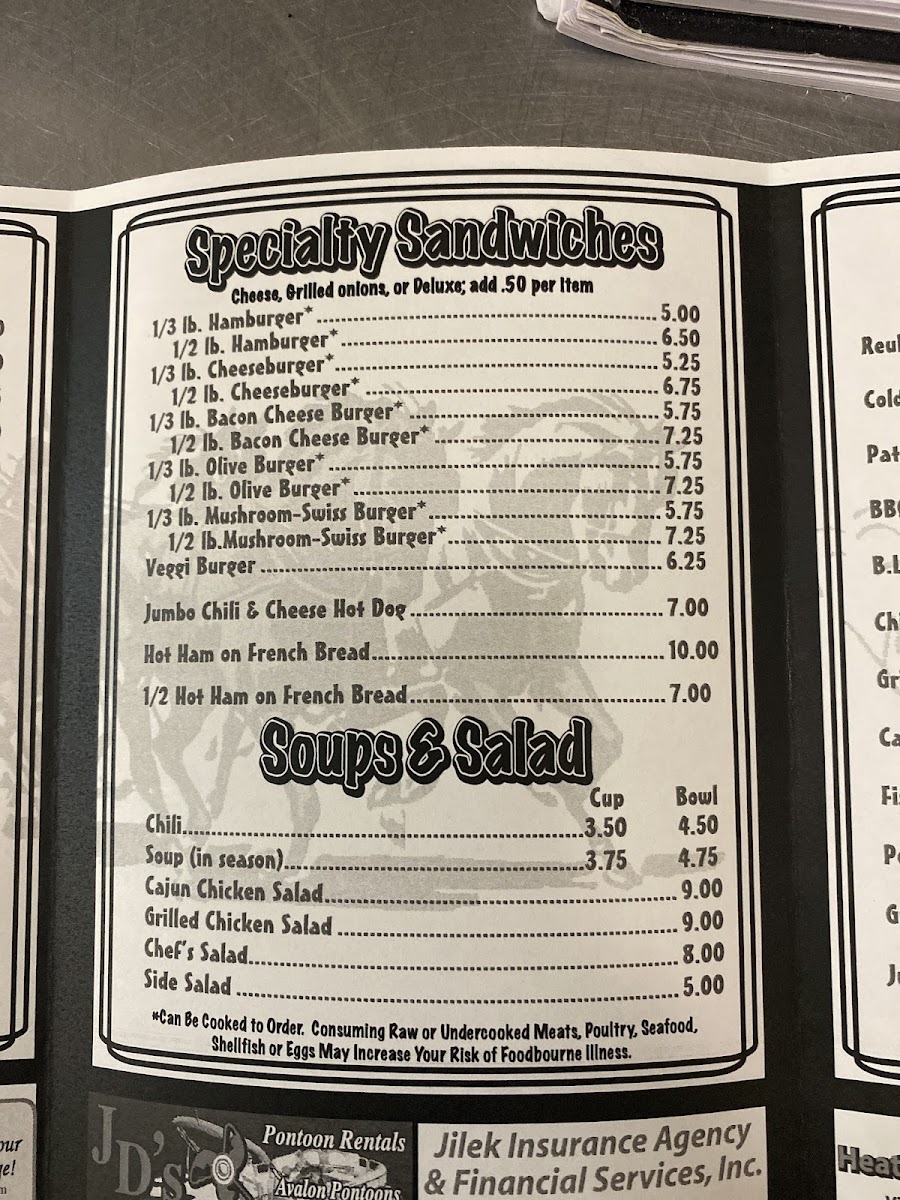 Specialty Sandwiches
Cheese, Grilled onions, or Deluxe; add .50 per Item
1/3 lb. Hamburger* 5.00
1/2 lb. Hamburger* 6.50
1/3 lb. Cheeseburger* 5.25
1/2 lb. Cheeseburger* 6.75
1/3 lb. Bacon Cheese Burger* 5.75
1/2 lb. Bacon Cheese Burger* 7.25
1/3 lb. Olive Burger* 5.75
1/2 lb. Olive Burger* 7.25
1/3 lb. Mushroom-Swiss Burger* 5.75
1/2 lb.Mushroom-Swiss Burger* 7.25
Veggi Burger 6.25
Jumbo Chili & Cheese Hot Dog 7.00
Hot Ham on French Bread 10.00
1/2 Hot Ham on French Bread 7.00
Soups & Salad
Cup Bowl
Chili 3.50 4.50
Soup (in season) 3.75 4.75
Cajun Chicken Salad 9.00
Grilled Chicken Salad 9.00
Chef's Salad 8.00
Side Salad 5.00
*Can Be Cooked to Order. Consuming Raw or Undercooked Meats, Poultry, Seafood,
Shellfish or Eggs May Increase Your Risk of Foodbourne Illness.
JD's
Pontoon Rentals
Avalon Pontoons
Jilek Insurance Agency
& Financial Services, Inc.